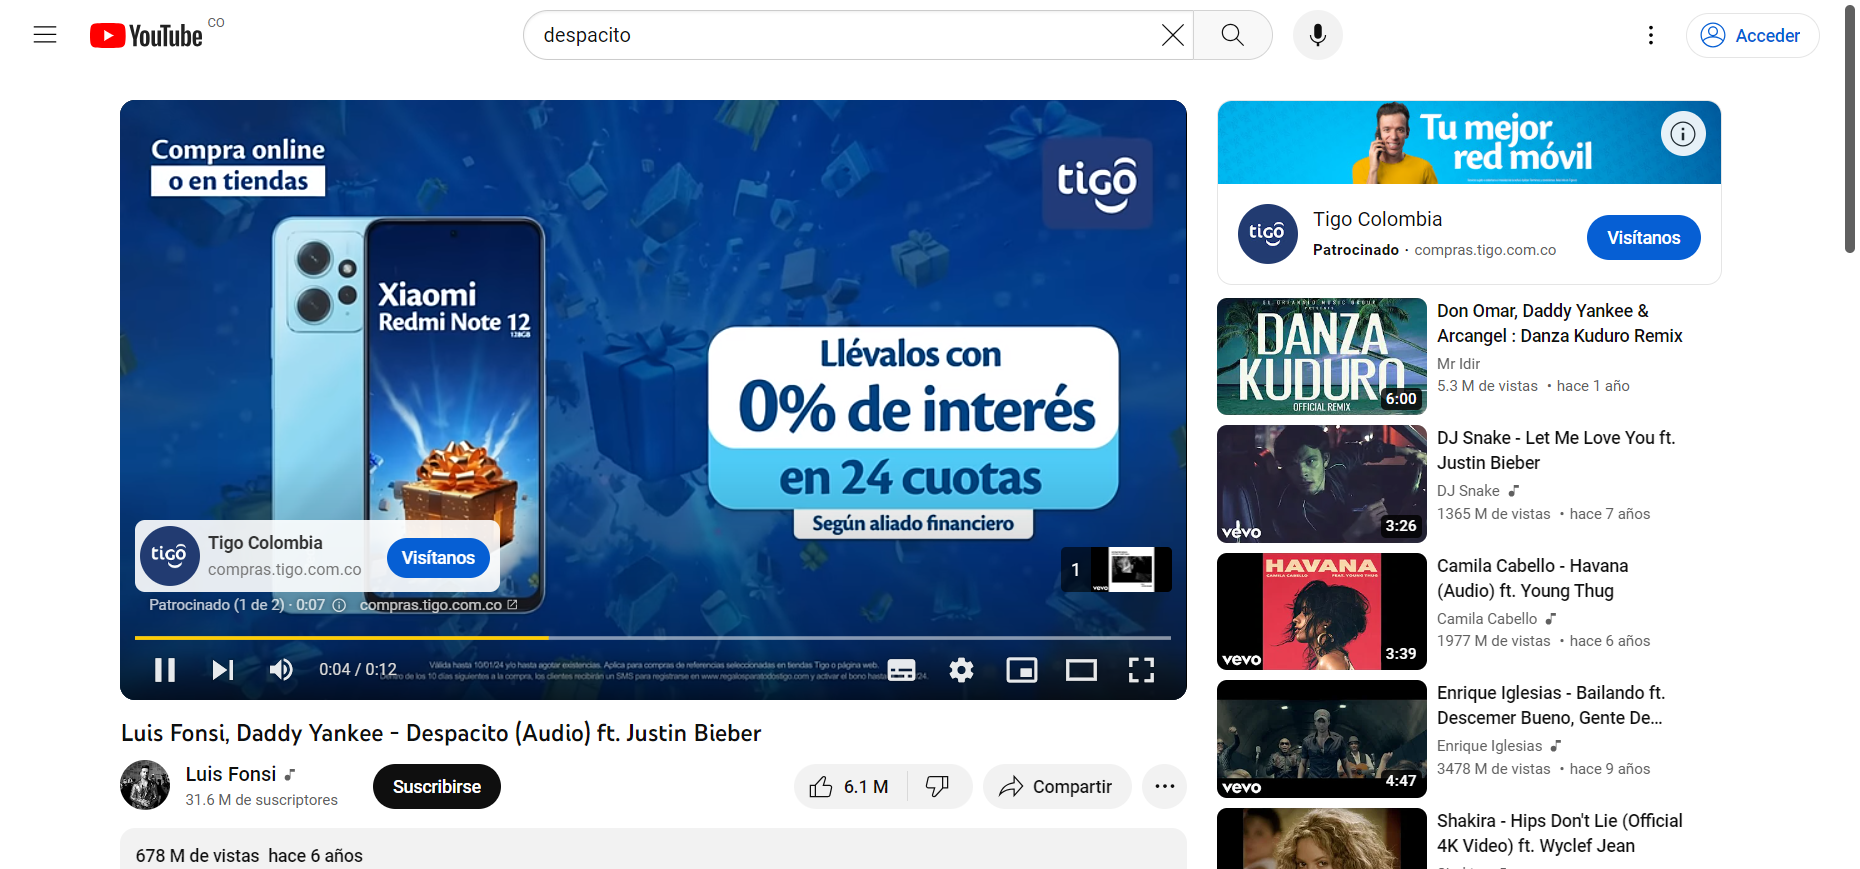 YouTube CO
despacito
Acceder
Compra online
o en tiendas
tigo
Xiaomi
Redmi Note 12
128GB
Llévalos con
0% de interés
en 24 cuotas
Según aliado financiero
tigo
Tigo Colombia
compras.tigo.com.co
Visítanos
1
vevo
Patrocinado (1 de 2) · 0:07
compras.tigo.com.co
0:04 / 0:12
Válida hasta 10/01/24 y/o hasta agotar existencias. Aplica para compras de referencias seleccionadas en tiendas Tigo o página web.
Dentro de los 10 días siguientes a la compra, los clientes recibirán un SMS para registrarse en www.regalosparatodostigo.com y activar el bono hasta
Luis Fonsi, Daddy Yankee - Despacito (Audio) ft. Justin Bieber
Luis Fonsi
31.6 M de suscriptores
Suscribirse
6.1 M
Compartir
678 M de vistas hace 6 años
Tu mejor
red móvil
tigo
Tigo Colombia
Patrocinado · compras.tigo.com.co
Visítanos
DANZA
KUDURO
OFFICIAL REMIX
6:00
Don Omar, Daddy Yankee &
Arcangel : Danza Kuduro Remix
Mr Idir
5.3 M de vistas • hace 1 año
vevo
3:26
DJ Snake - Let Me Love You ft.
Justin Bieber
DJ Snake
1365 M de vistas • hace 7 años
HAVANA
CAMILA CABELLO FEAT. YOUNG THUG
vevo
3:39
Camila Cabello - Havana
(Audio) ft. Young Thug
Camila Cabello
1977 M de vistas • hace 6 años
vevo
4:47
Enrique Iglesias - Bailando ft.
Descemer Bueno, Gente De...
Enrique Iglesias
3478 M de vistas • hace 9 años
Shakira - Hips Don't Lie (Official
4K Video) ft. Wyclef Jean